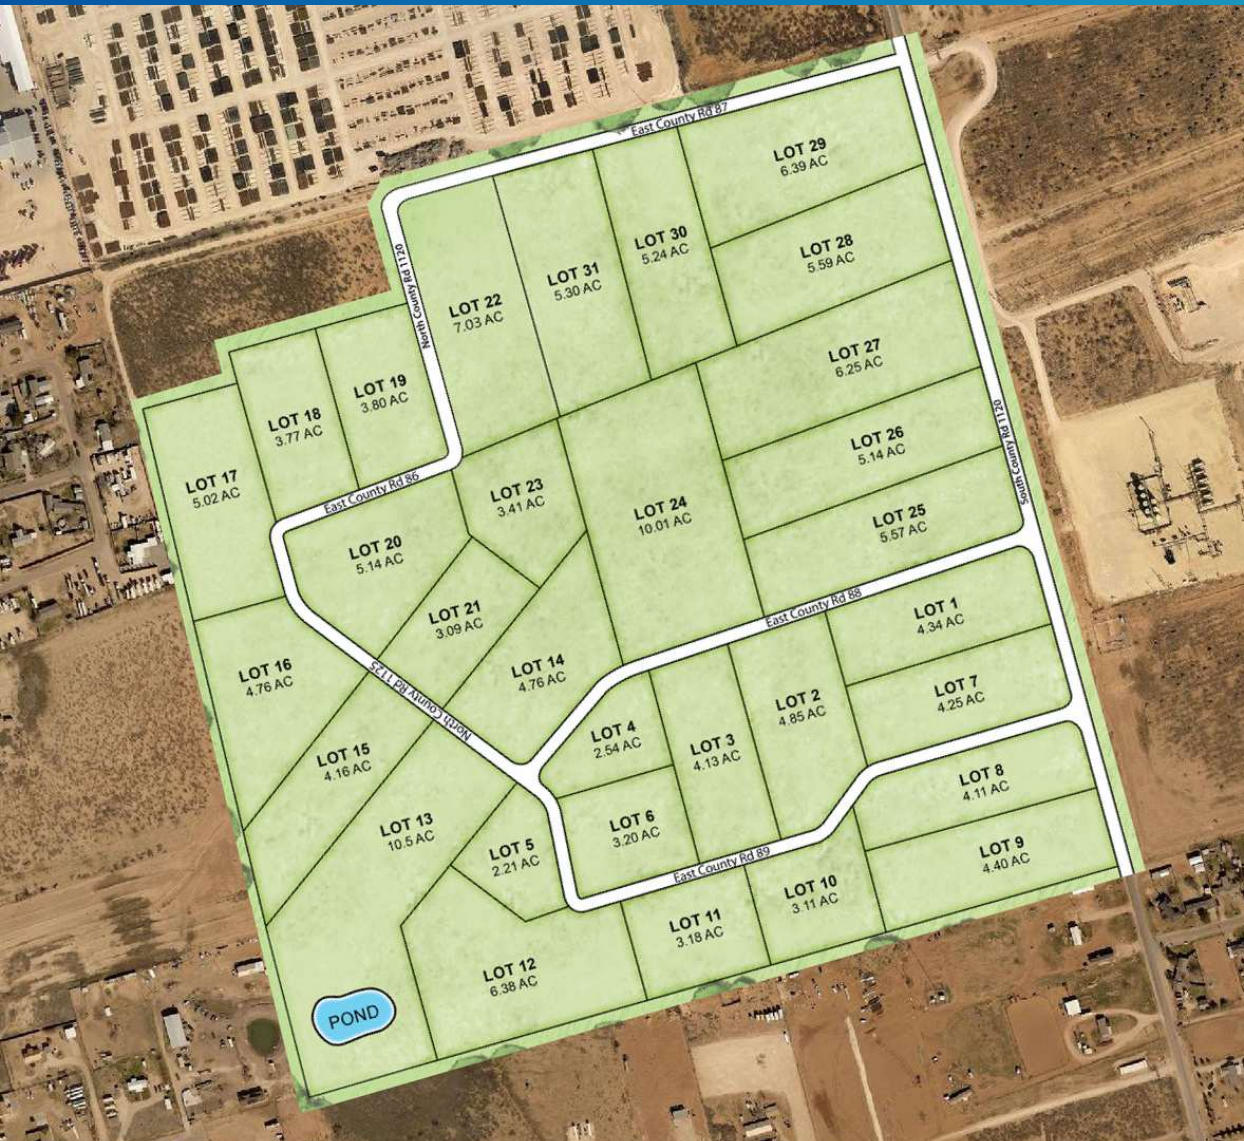 East County Rd 87
LOT 29
6.39 AC
LOT 30
5.24 AC
LOT 28
5.59 AC
North County Rd 1120
LOT 31
5.30 AC
LOT 22
7.03 AC
LOT 27
6.25 AC
LOT 19
3.80 AC
LOT 18
3.77 AC
South County Rd 1120
LOT 26
5.14 AC
LOT 17
5.02 AC
East County Rd 86
LOT 23
3.41 AC
LOT 24
10.01 AC
LOT 25
5.57 AC
LOT 20
5.14 AC
LOT 21
3.09 AC
East County Rd 88
LOT 1
4.34 AC
LOT 16
4.76 AC
LOT 14
4.76 AC
North County Rd 1125
LOT 2
4.85 AC
LOT 7
4.25 AC
LOT 4
2.54 AC
LOT 3
4.13 AC
LOT 15
4.16 AC
LOT 8
4.11 AC
LOT 13
10.5 AC
LOT 6
3.20 AC
LOT 5
2.21 AC
East County Rd 89
LOT 9
4.40 AC
LOT 10
3.11 AC
LOT 11
3.18 AC
LOT 12
6.38 AC
POND